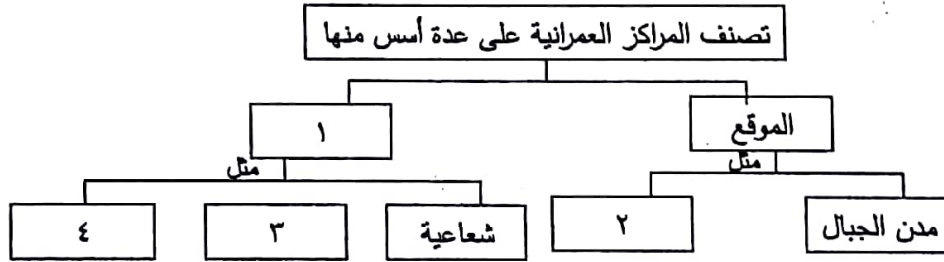 تصنف المراكز العمرانية على عدة أسس منها
الموقع
١
مثل
مثل
مدن الجبال
٢
شعاعية
٣
٤